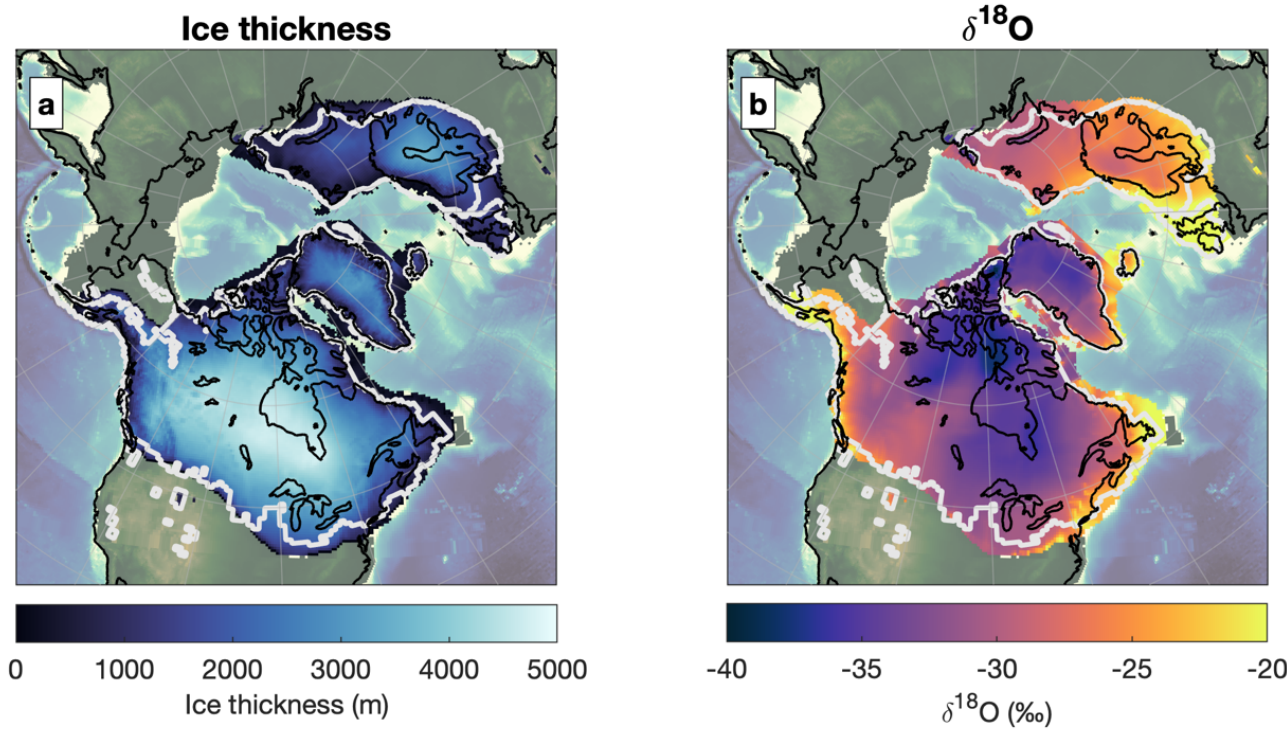 Ice thickness
δ18O
a
b
0 1000 2000 3000 4000 5000
Ice thickness (m)
-40 -35 -30 -25 -20
δ18O (‰)